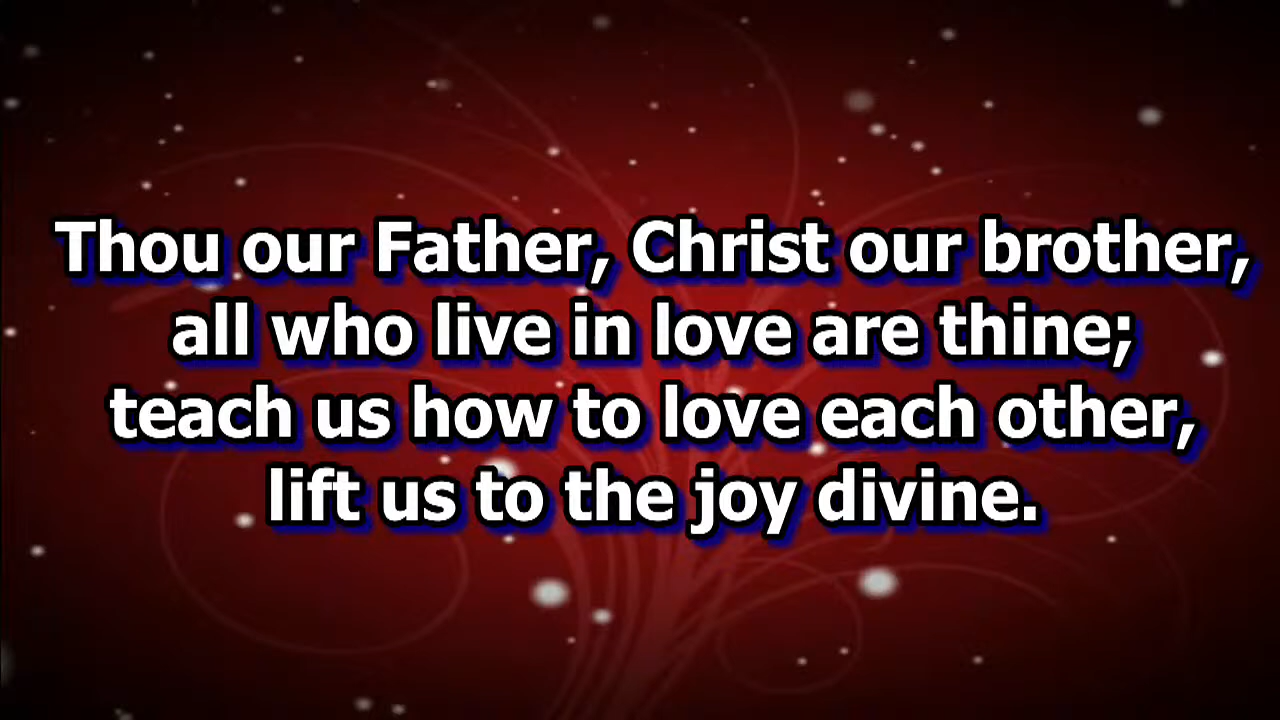 Thou our Father, Christ our brother,
all who live in love are thine;
teach us how to love each other,
lift us to the joy divine.